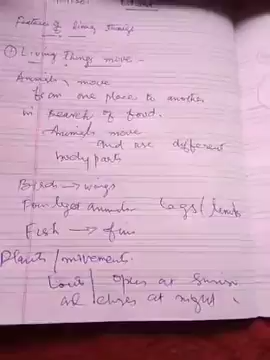 Features of living things
① Living Things move -
Animals move
from one place to another
in search of food.
Animals move
and use different
body parts
Birds → wings
Four legged animals Legs/limbs
Fish → fins
Plants/movement.
/ opens at
closes at night